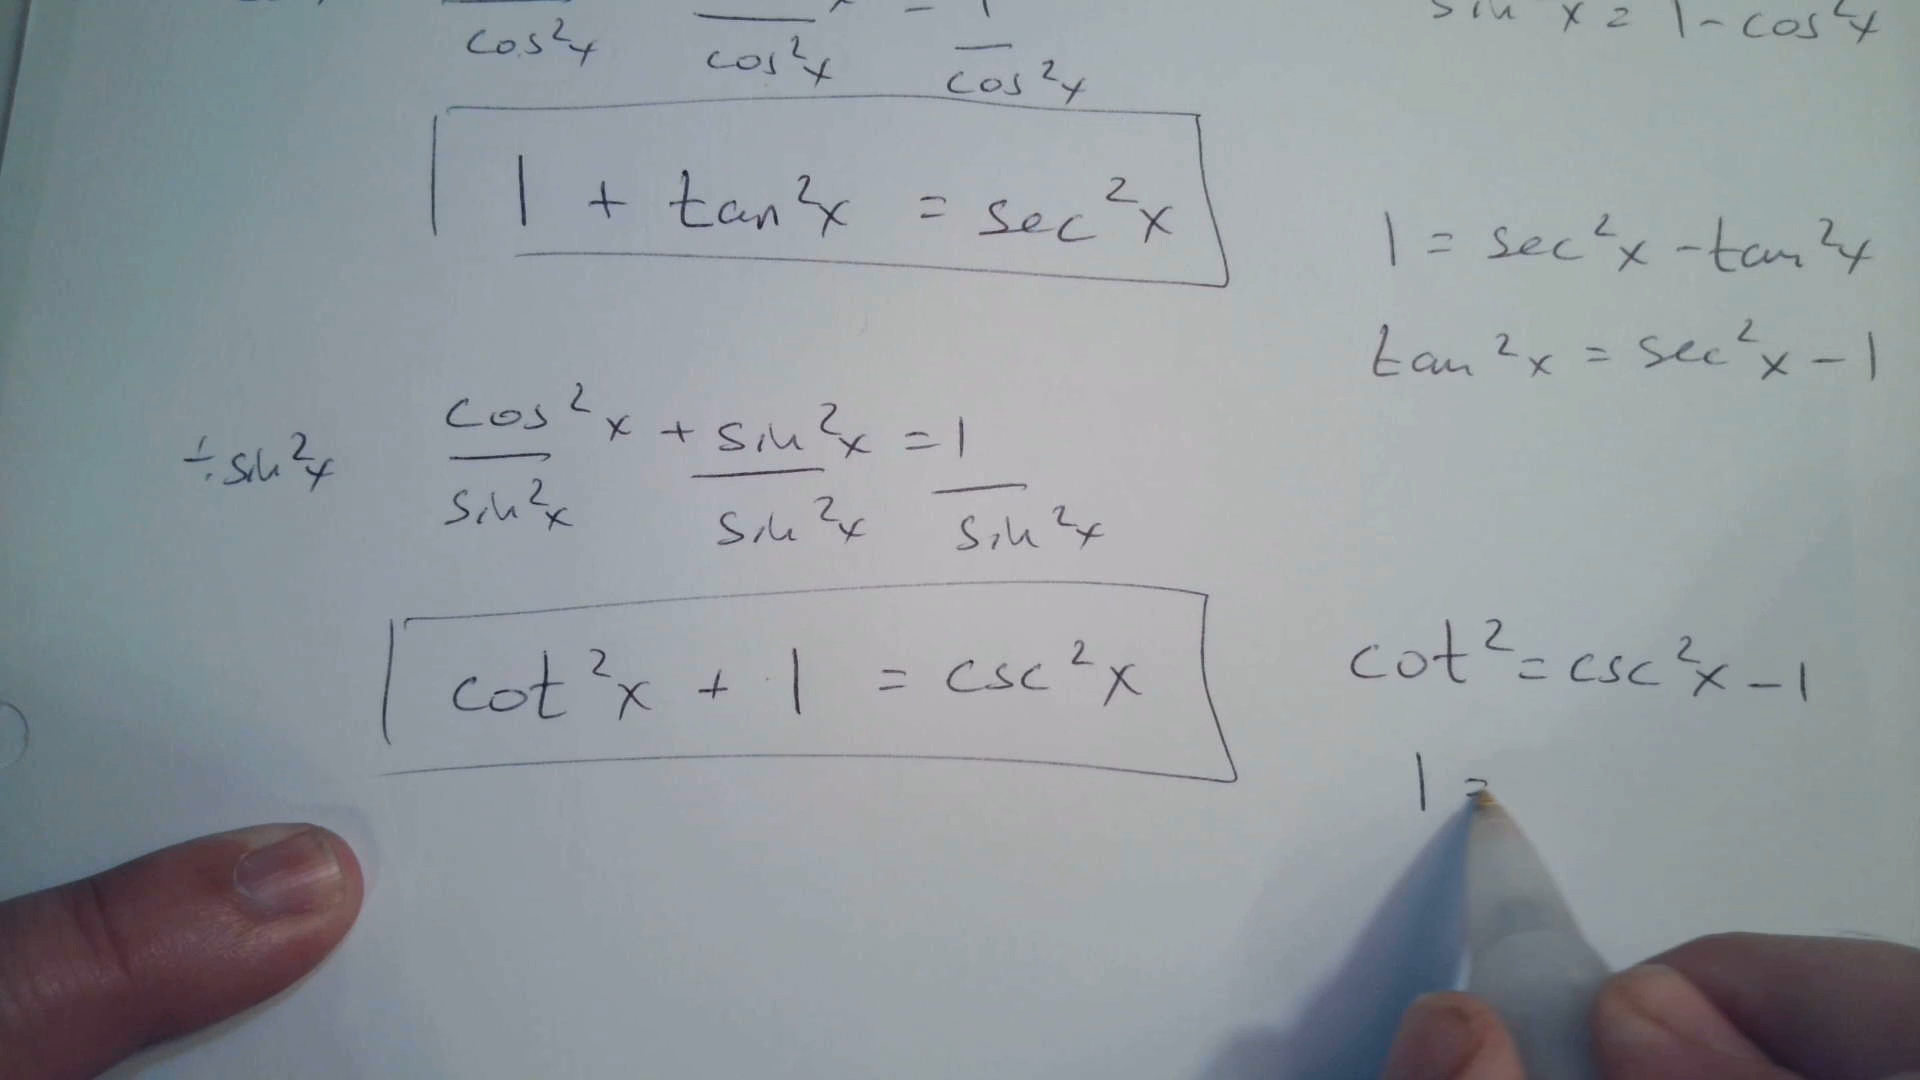 sin x = 1 - cos²x
cos²x cos²x cos²x
1 + tan²x = sec²x
1 = sec²x - tan²x
tan²x = sec²x - 1
÷ sin²x cos²x + sin²x = 1
sin²x sin²x sin²x
cot²x + 1 = csc²x
cot² = csc²x - 1
1 =